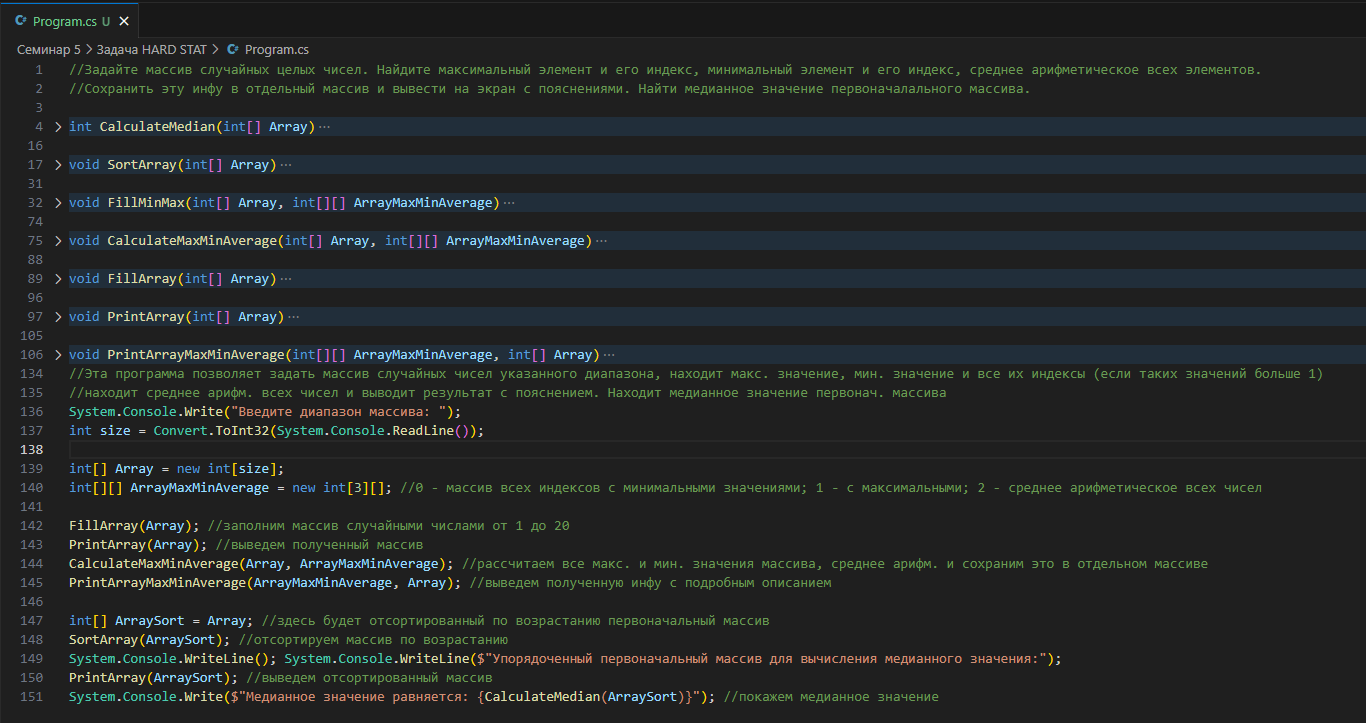 Program.cs U
Семинар 5 > Задача HARD STAT > Program.cs
1 //Задайте массив случайных целых чисел. Найдите максимальный элемент и его индекс, минимальный элемент и его индекс, среднее арифметическое всех элементов.
2 //Сохранить эту инфу в отдельный массив и вывести на экран с пояснениями. Найти медианное значение первоначалального массива.
3
4 int CalculateMedian(int[] Array) ...
16
17 void SortArray(int[] Array) ...
31
32 void FillMinMax(int[] Array, int[][] ArrayMaxMinAverage) ...
74
75 void CalculateMaxMinAverage(int[] Array, int[][] ArrayMaxMinAverage) ...
88
89 void FillArray(int[] Array) ...
96
97 void PrintArray(int[] Array) ...
105
106 void PrintArrayMaxMinAverage(int[][] ArrayMaxMinAverage, int[] Array) ...
134 //Эта программа позволяет задать массив случайных чисел указанного диапазона, находит макс. значение, мин. значение и все их индексы (если таких значений больше 1)
135 //находит среднее арифм. всех чисел и выводит результат с пояснением. Находит медианное значение первонач. массива
136 System.Console.Write("Введите диапазон массива: ");
137 int size = Convert.ToInt32(System.Console.ReadLine());
138
139 int[] Array = new int[size];
140 int[][] ArrayMaxMinAverage = new int[3][]; //0 - массив всех индексов с минимальными значениями; 1 - с максимальными; 2 - среднее арифметическое всех чисел
141
142 FillArray(Array); //заполним массив случайными числами от 1 до 20
143 PrintArray(Array); //выведем полученный массив
144 CalculateMaxMinAverage(Array, ArrayMaxMinAverage); //рассчитаем все макс. и мин. значения массива, среднее арифм. и сохраним это в отдельном массиве
145 PrintArrayMaxMinAverage(ArrayMaxMinAverage, Array); //выведем полученную инфу с подробным описанием
146
147 int[] ArraySort = Array; //здесь будет отсортированный по возрастанию первоначальный массив
148 SortArray(ArraySort); //отсортируем массив по возрастанию
149 System.Console.WriteLine(); System.Console.WriteLine($"Упорядоченный первоначальный массив для вычисления медианного значения:");
150 PrintArray(ArraySort); //выведем отсортированный массив
151 System.Console.Write($"Медианное значение равняется: {CalculateMedian(ArraySort)}"); //покажем медианное значение